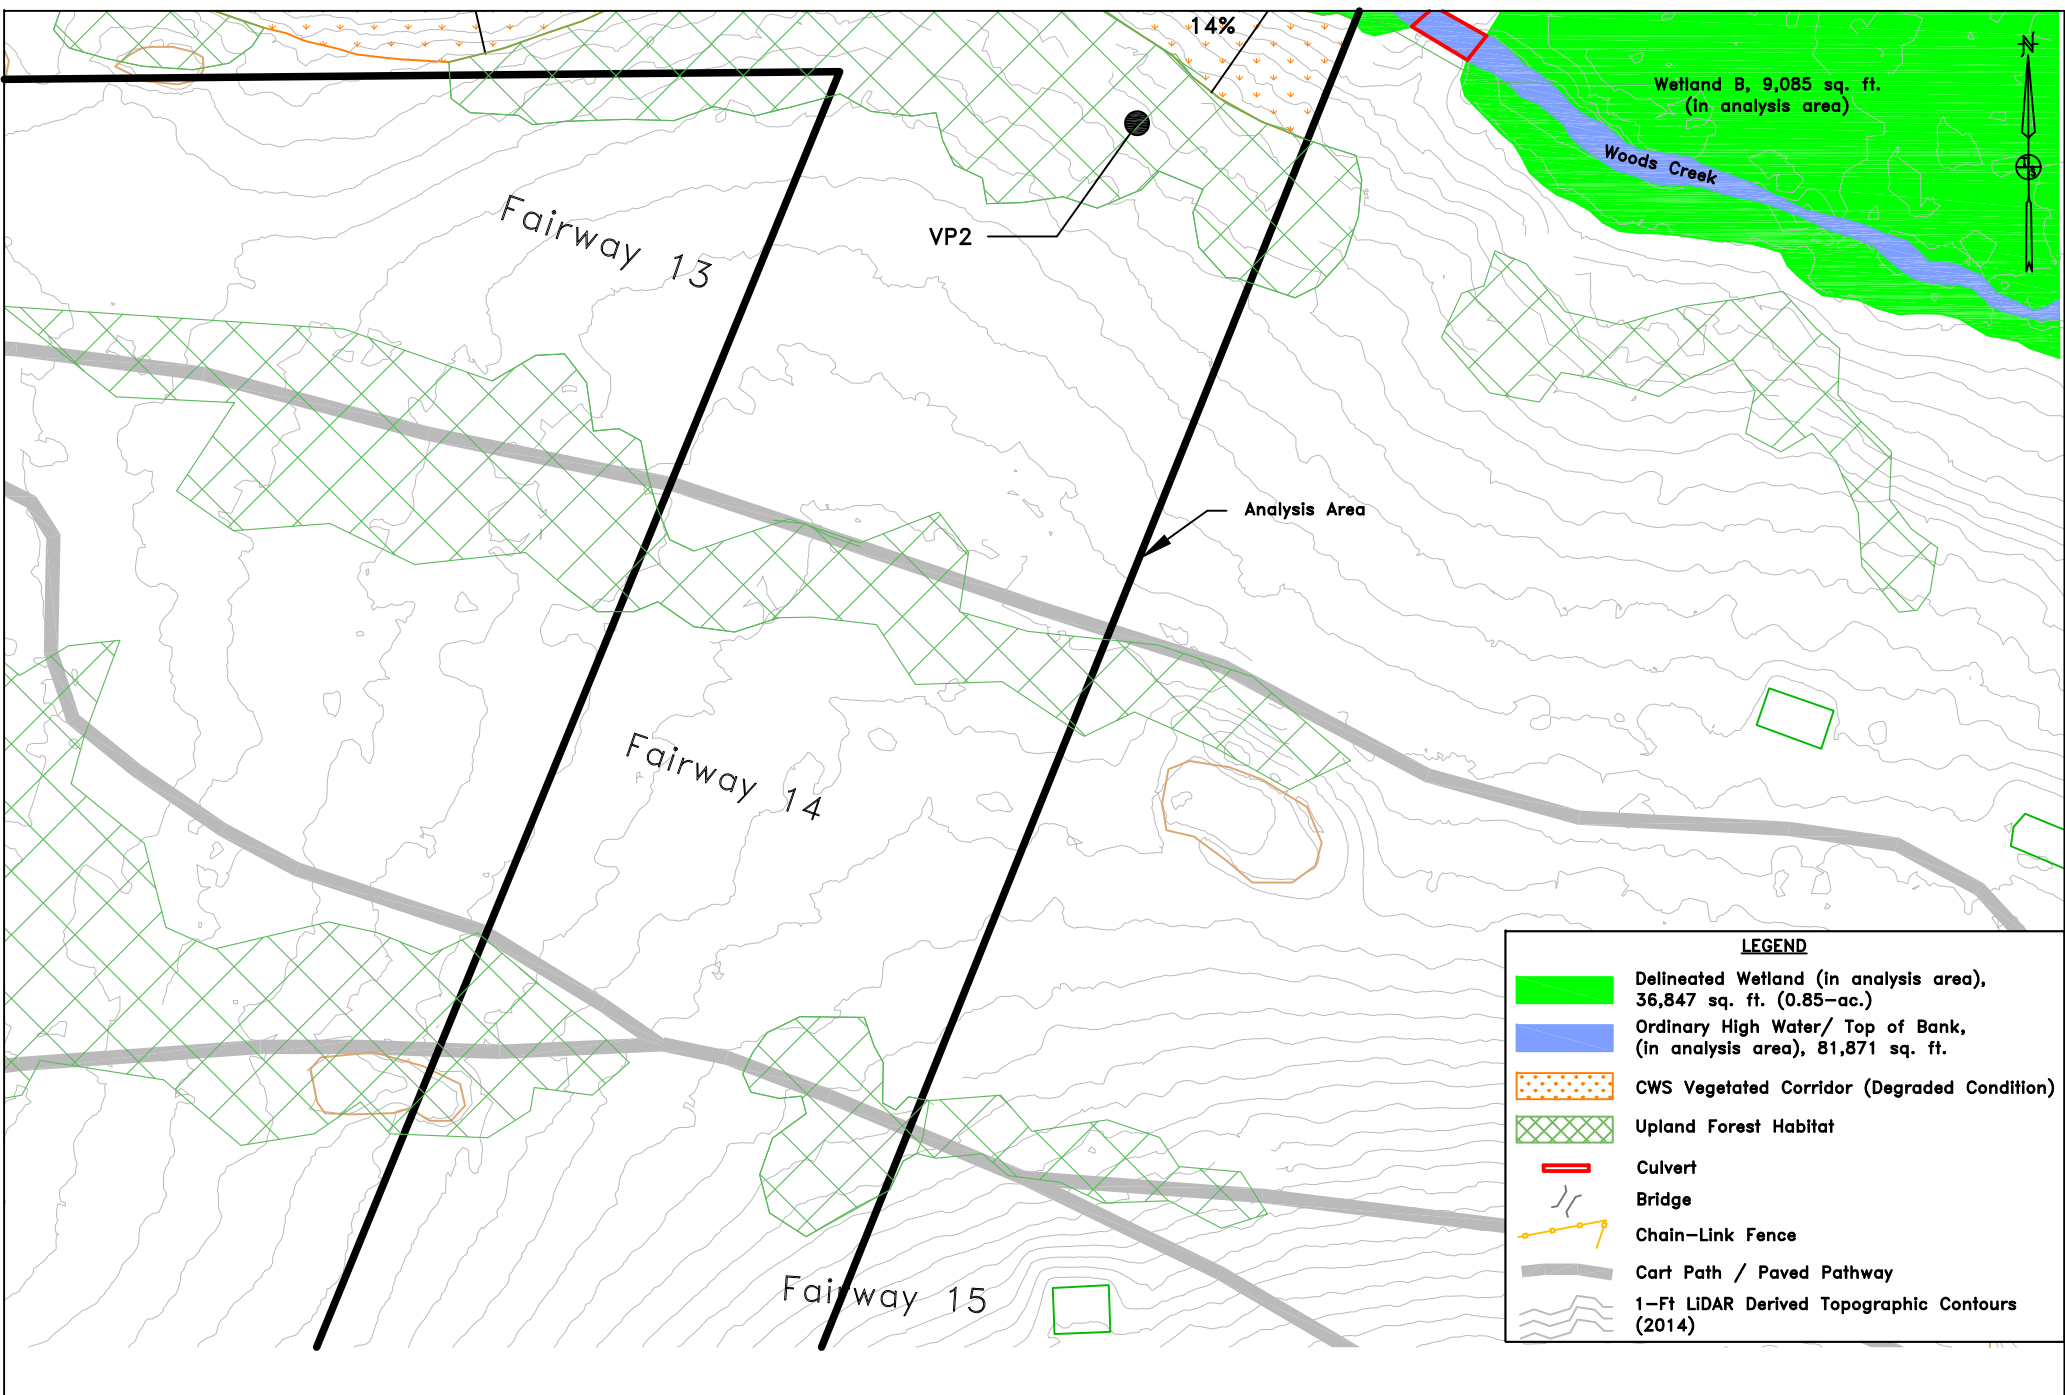 14%
N
Wetland B, 9,085 sq. ft.
(in analysis area)
Woods Creek
Fairway 13
VP2
Analysis Area
Fairway 14
Fairway 15
LEGEND
Delineated Wetland (in analysis area),
36,847 sq. ft. (0.85-ac.)
Ordinary High Water/ Top of Bank,
(in analysis area), 81,871 sq. ft.
CWS Vegetated Corridor (Degraded Condition)
Upland Forest Habitat
Culvert
Bridge
Chain-Link Fence
Cart Path / Paved Pathway
1-Ft LiDAR Derived Topographic Contours
(2014)